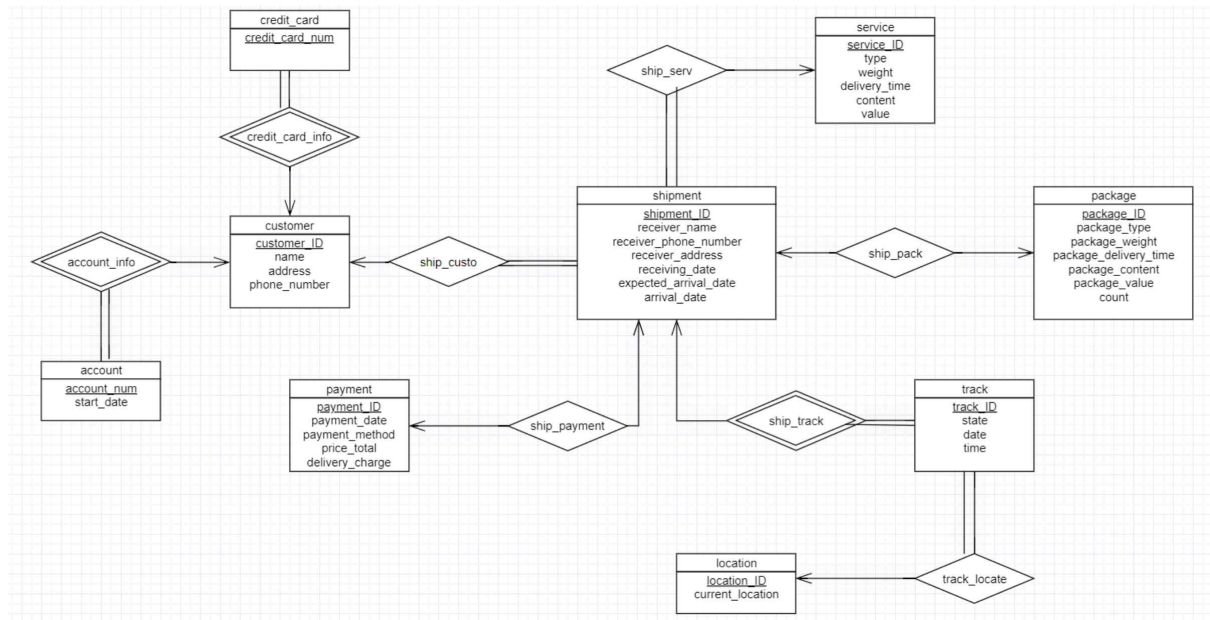 credit_card
credit_card_num
credit_card_info
service
service_ID
type
weight
delivery_time
content
value
ship_serv
customer
customer_ID
name
address
phone_number
account_info
account
account_num
start_date
ship_custo
shipment
shipment_ID
receiver_name
receiver_phone_number
receiver_address
receiving_date
expected_arrival_date
arrival_date
ship_pack
package
package_ID
package_type
package_weight
package_delivery_time
package_content
package_value
count
payment
payment_ID
payment_date
payment_method
price_total
delivery_charge
ship_payment
ship_track
track
track_ID
state
date
time
location
location_ID
current_location
track_locate